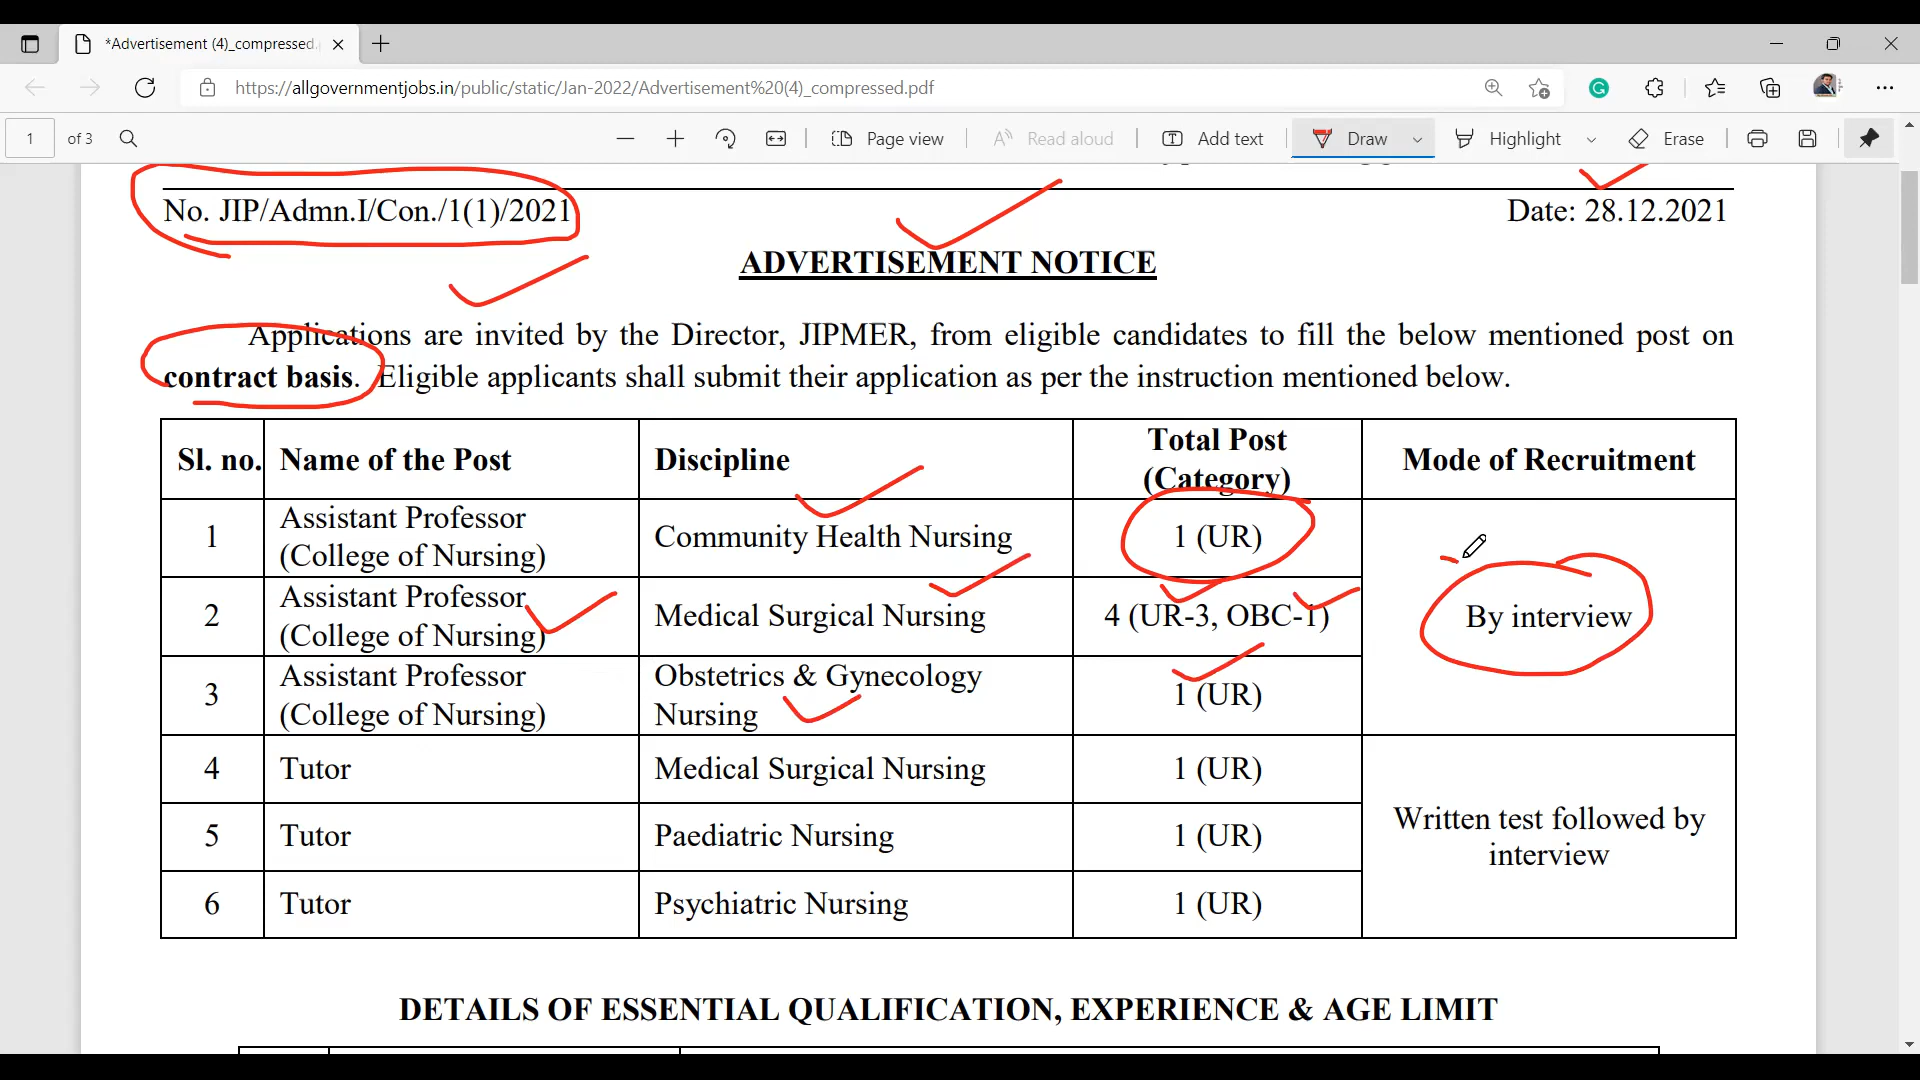 *Advertisement (4)_compressed.
https://allgovernmentjobs.in/public/static/Jan-2022/Advertisement%20(4)_compressed.pdf
1 of 3 Page view Read aloud Add text Draw Highlight Erase
No. JIP/Admn.I/Con./1(1)/2021 Date: 28.12.2021
ADVERTISEMENT NOTICE
Applications are invited by the Director, JIPMER, from eligible candidates to fill the below mentioned post on
contract basis. Eligible applicants shall submit their application as per the instruction mentioned below.
Sl. no. Name of the Post Discipline Total Post
(Category) Mode of Recruitment
1 Assistant Professor
(College of Nursing) Community Health Nursing 1 (UR)
2 Assistant Professor
(College of Nursing) Medical Surgical Nursing 4 (UR-3, OBC-1) By interview
3 Assistant Professor
(College of Nursing) Obstetrics & Gynecology
Nursing 1 (UR)
4 Tutor Medical Surgical Nursing 1 (UR)
5 Tutor Paediatric Nursing 1 (UR) Written test followed by
interview
6 Tutor Psychiatric Nursing 1 (UR)
DETAILS OF ESSENTIAL QUALIFICATION, EXPERIENCE & AGE LIMIT